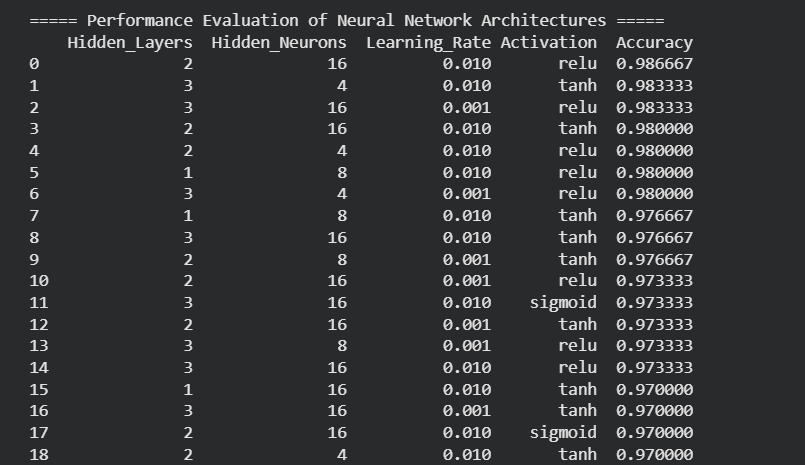 ===== Performance Evaluation of Neural Network Architectures =====
Hidden_Layers Hidden_Neurons Learning_Rate Activation Accuracy
0 2 16 0.010 relu 0.986667
1 3 4 0.010 tanh 0.983333
2 3 16 0.001 relu 0.983333
3 2 16 0.010 tanh 0.980000
4 2 4 0.010 relu 0.980000
5 1 8 0.010 relu 0.980000
6 3 4 0.001 relu 0.980000
7 1 8 0.010 tanh 0.976667
8 3 16 0.010 tanh 0.976667
9 2 8 0.001 tanh 0.976667
10 2 16 0.001 relu 0.973333
11 3 16 0.010 sigmoid 0.973333
12 2 16 0.001 tanh 0.973333
13 3 8 0.001 relu 0.973333
14 3 16 0.010 relu 0.973333
15 1 16 0.010 tanh 0.970000
16 3 16 0.001 tanh 0.970000
17 2 16 0.010 sigmoid 0.970000
18 2 4 0.010 tanh 0.970000